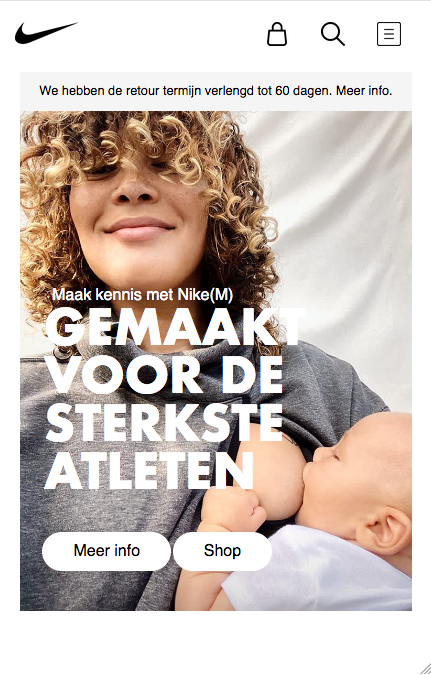 We hebben de retour termijn verlengd tot 60 dagen. Meer info.
Maak kennis met Nike(M)
GEMAAKT
VOOR DE
STERKSTE
ATLETEN
Meer info
Shop